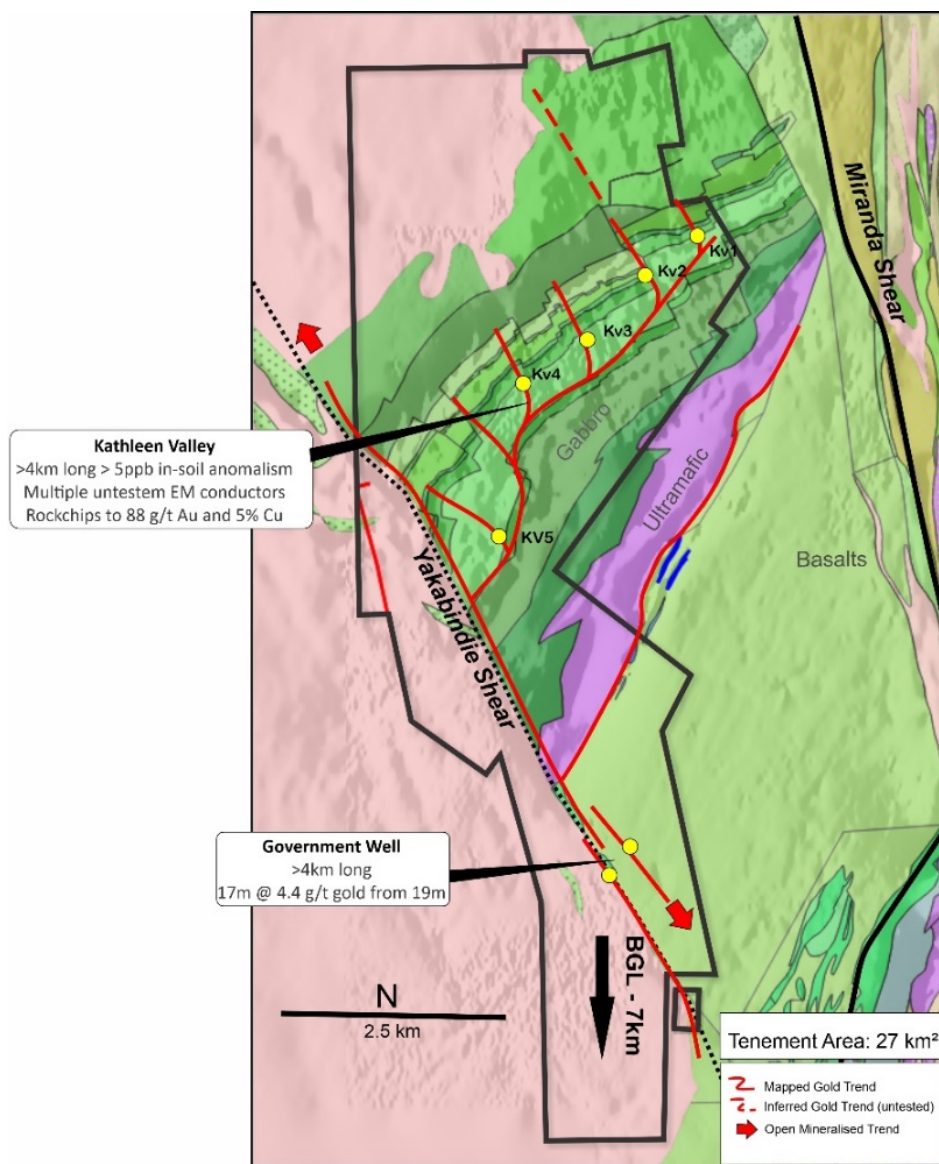 Miranda Shear
Kv1
Kv2
Kv3
Kv4
Gabbro
Kathleen Valley
>4km long > 5ppb in-soil anomalism
Multiple untestem EM conductors
Rockchips to 88 g/t Au and 5% Cu
Ultramafic
KV5
Basalts
Yakabindie Shear
Government Well
>4km long
17m @ 4.4 g/t gold from 19m
BGL - 7km
N
2.5 km
Tenement Area: 27 km²
Mapped Gold Trend
Inferred Gold Trend (untested)
Open Mineralised Trend